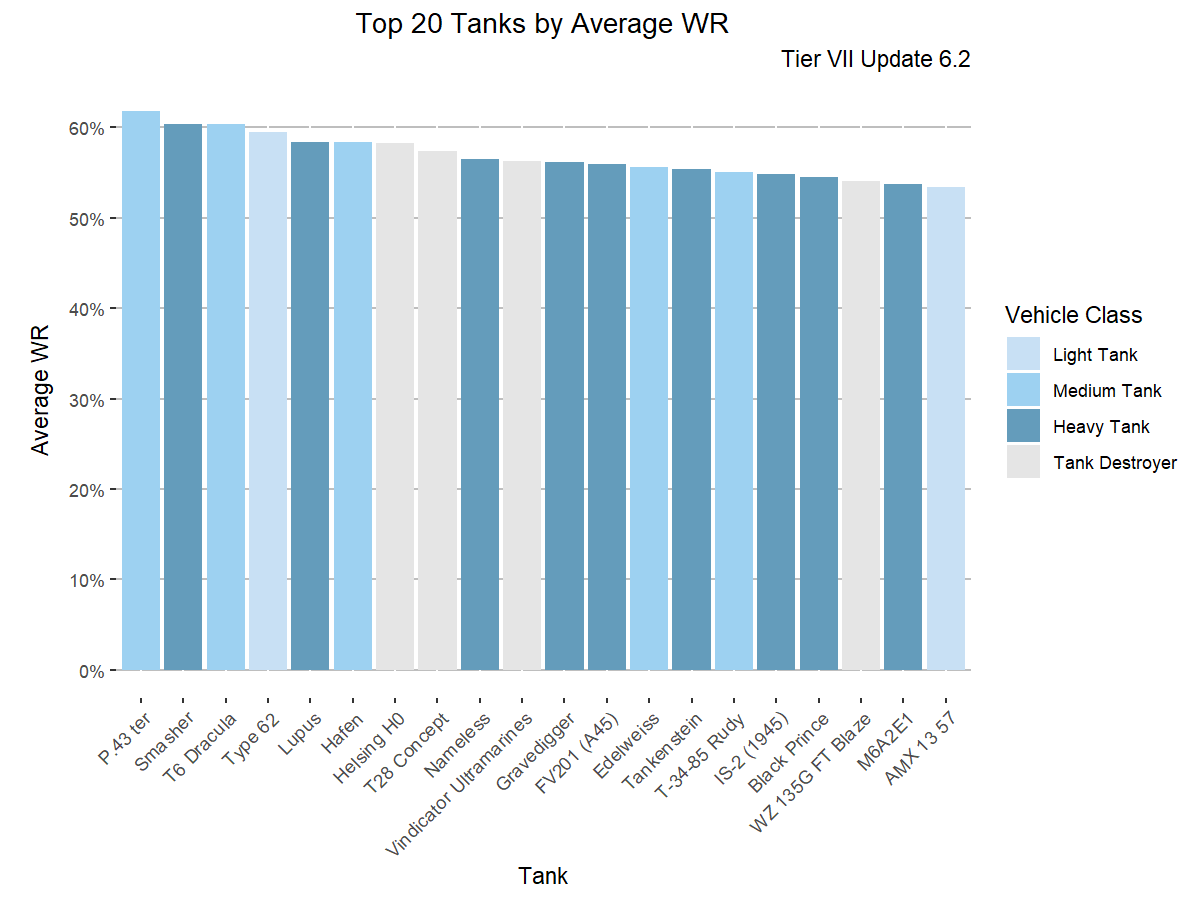 Top 20 Tanks by Average WR
Tier VII Update 6.2
Average WR
60%
50%
40%
30%
20%
10%
0%
P.43 ter
Smasher
T6 Dracula
Type 62
Lupus
Hafen
Helsing H0
T28 Concept
Nameless
Vindicator Ultramarines
Gravedigger
FV201 (A45)
Edelweiss
Tankenstein
T-34-85 Rudy
IS-2 (1945)
Black Prince
WZ 135G FT Blaze
M6A2E1
AMX 13 57
Tank
Vehicle Class
Light Tank
Medium Tank
Heavy Tank
Tank Destroyer